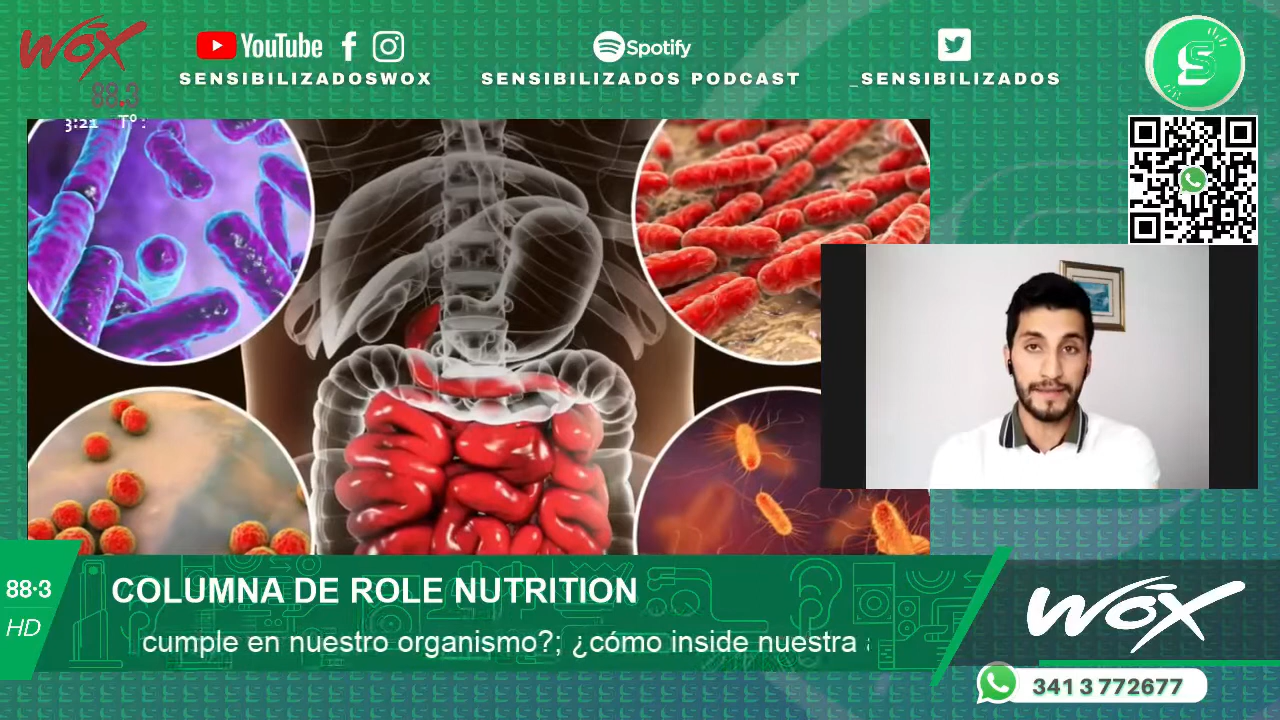 WOX
88.3
3:21 Tº :
YouTube
SENSIBILIZADOSWOX
Spotify
SENSIBILIZADOS PODCAST
_SENSIBILIZADOS
S
88·3
HD
COLUMNA DE ROLE NUTRITION
cumple en nuestro organismo?; ¿cómo inside nuestra
WOX
341 3 772677